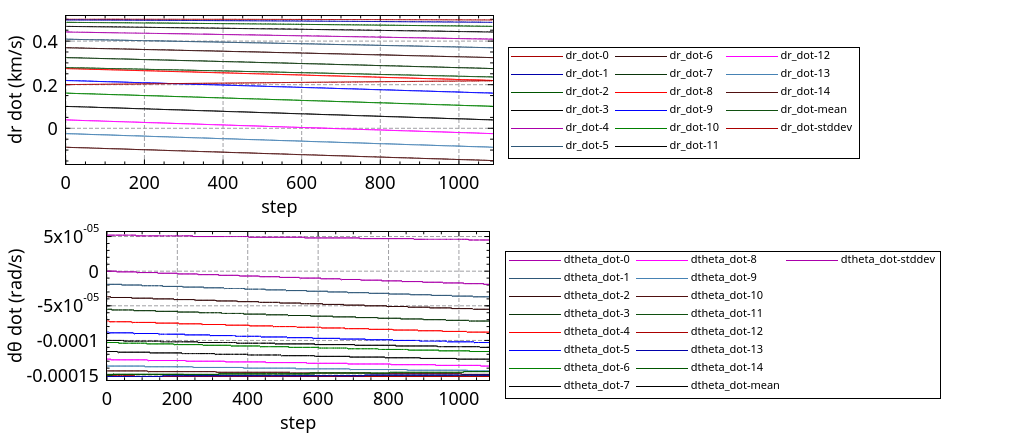 dr dot (km/s)
0.4
0.2
0
0 200 400 600 800 1000
step
dr_dot-0 dr_dot-6 dr_dot-12
dr_dot-1 dr_dot-7 dr_dot-13
dr_dot-2 dr_dot-8 dr_dot-14
dr_dot-3 dr_dot-9 dr_dot-mean
dr_dot-4 dr_dot-10 dr_dot-stddev
dr_dot-5 dr_dot-11
dθ dot (rad/s)
5x10-05
0
-5x10-05
-0.0001
-0.00015
0 200 400 600 800 1000
step
dtheta_dot-0 dtheta_dot-8 dtheta_dot-stddev
dtheta_dot-1 dtheta_dot-9
dtheta_dot-2 dtheta_dot-10
dtheta_dot-3 dtheta_dot-11
dtheta_dot-4 dtheta_dot-12
dtheta_dot-5 dtheta_dot-13
dtheta_dot-6 dtheta_dot-14
dtheta_dot-7 dtheta_dot-mean